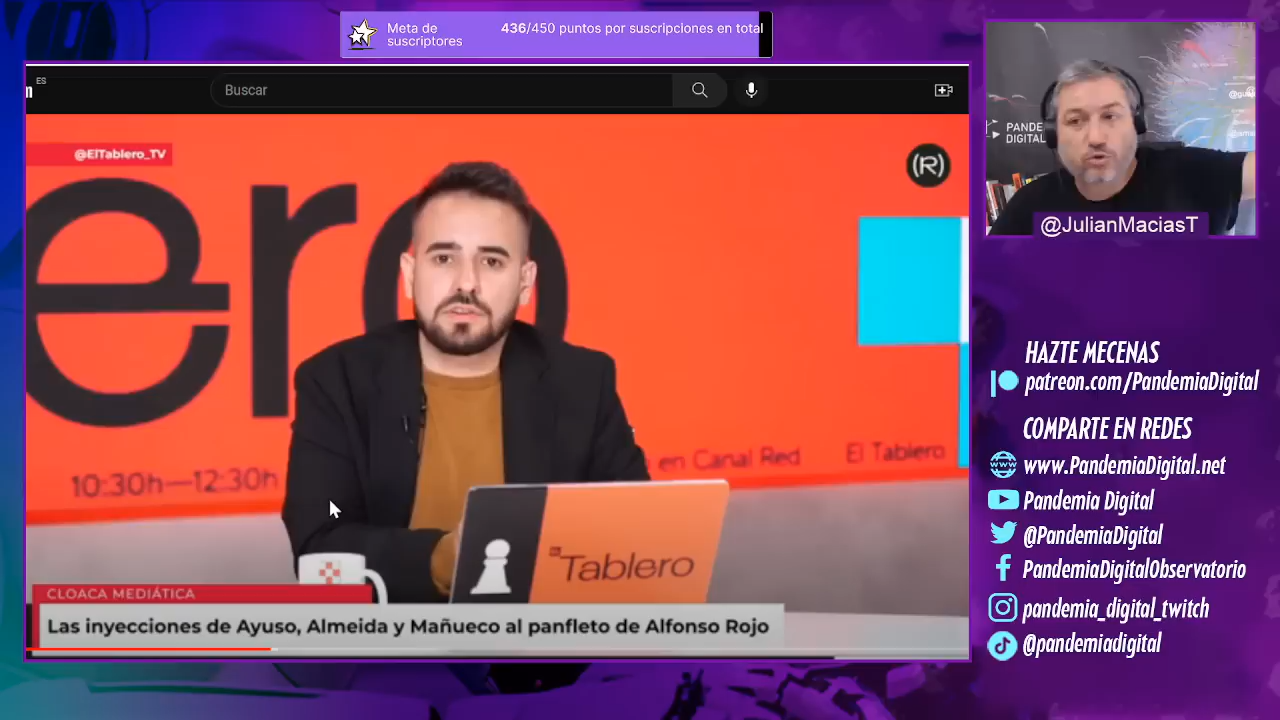 Meta de
suscriptores
436/450 puntos por suscripciones en total
ES
Buscar
@ElTablero_TV
ero
(R)
10:30h—12:30h
en Canal Red
El Tablero
El Tablero
CLOACA MEDIÁTICA
Las inyecciones de Ayuso, Almeida y Mañueco al panfleto de Alfonso Rojo
PANDE
DIGITAL
@JulianMaciasT
HAZTE MECENAS
patreon.com/PandemiaDigital
COMPARTE EN REDES
www.PandemiaDigital.net
Pandemia Digital
@PandemiaDigital
PandemiaDigitalObservatorio
pandemia_digital_twitch
@pandemiadigital